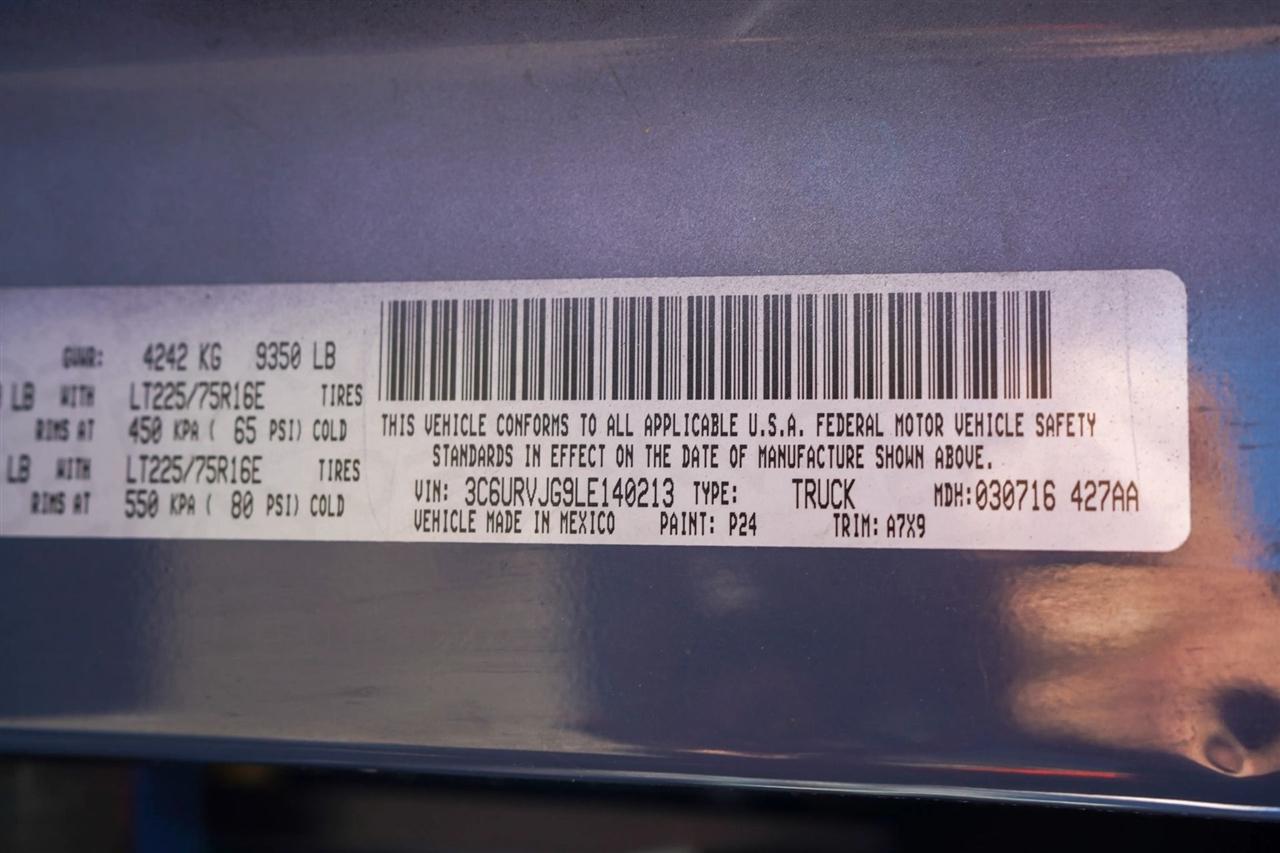 GVWR: 4242 KG 9350 LB
LB WITH LT225/75R16E TIRES
RIMS AT 450 KPA ( 65 PSI) COLD
LB WITH LT225/75R16E TIRES
RIMS AT 550 KPA ( 80 PSI) COLD
THIS VEHICLE CONFORMS TO ALL APPLICABLE U.S.A. FEDERAL MOTOR VEHICLE SAFETY
STANDARDS IN EFFECT ON THE DATE OF MANUFACTURE SHOWN ABOVE.
VIN: 3C6URVJG9LE140213 TYPE: TRUCK MDH:030716 427AA
VEHICLE MADE IN MEXICO PAINT: P24 TRIM: A7X9